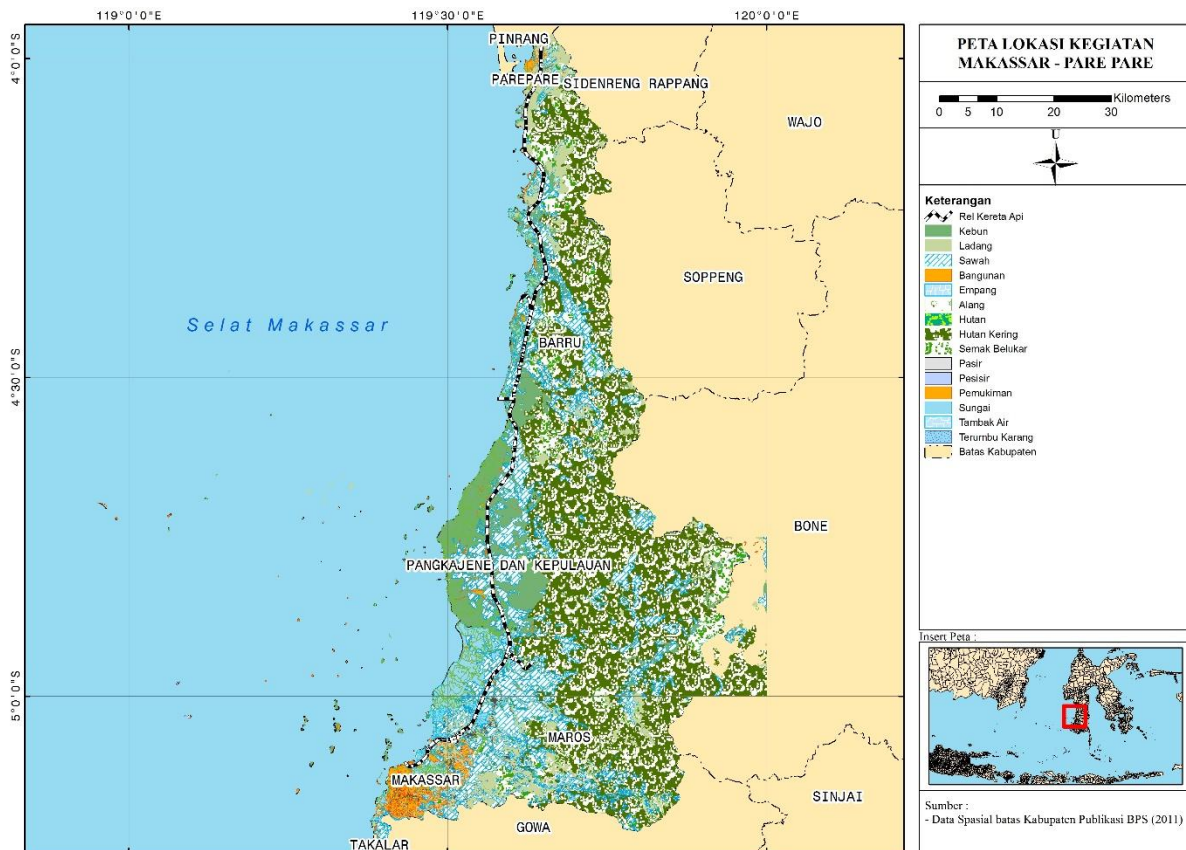 119°0'0"E
119°30'0"E
120°0'0"E
4°0'0"S
4°30'0"S
5°0'0"S
PINRANG
PAREPARE
SIDENRENG RAPPANG
WAJO
SOPPENG
Selat Makassar
BARRU
BONE
PANGKAJENE DAN KEPULAUAN
MAROS
MAKASSAR
SINJAI
GOWA
TAKALAR
PETA LOKASI KEGIATAN
MAKASSAR - PARE PARE
Kilometers
0 5 10 20 30
U
Keterangan
Rel Kereta Api
Kebun
Ladang
Sawah
Bangunan
Empang
Alang
Hutan
Hutan Kering
Semak Belukar
Pasir
Pesisir
Pemukiman
Sungai
Tambak Air
Terumbu Karang
Batas Kabupaten
Insert Peta :
Sumber :
- Data Spasial batas Kabupaten Publikasi BPS (2011)